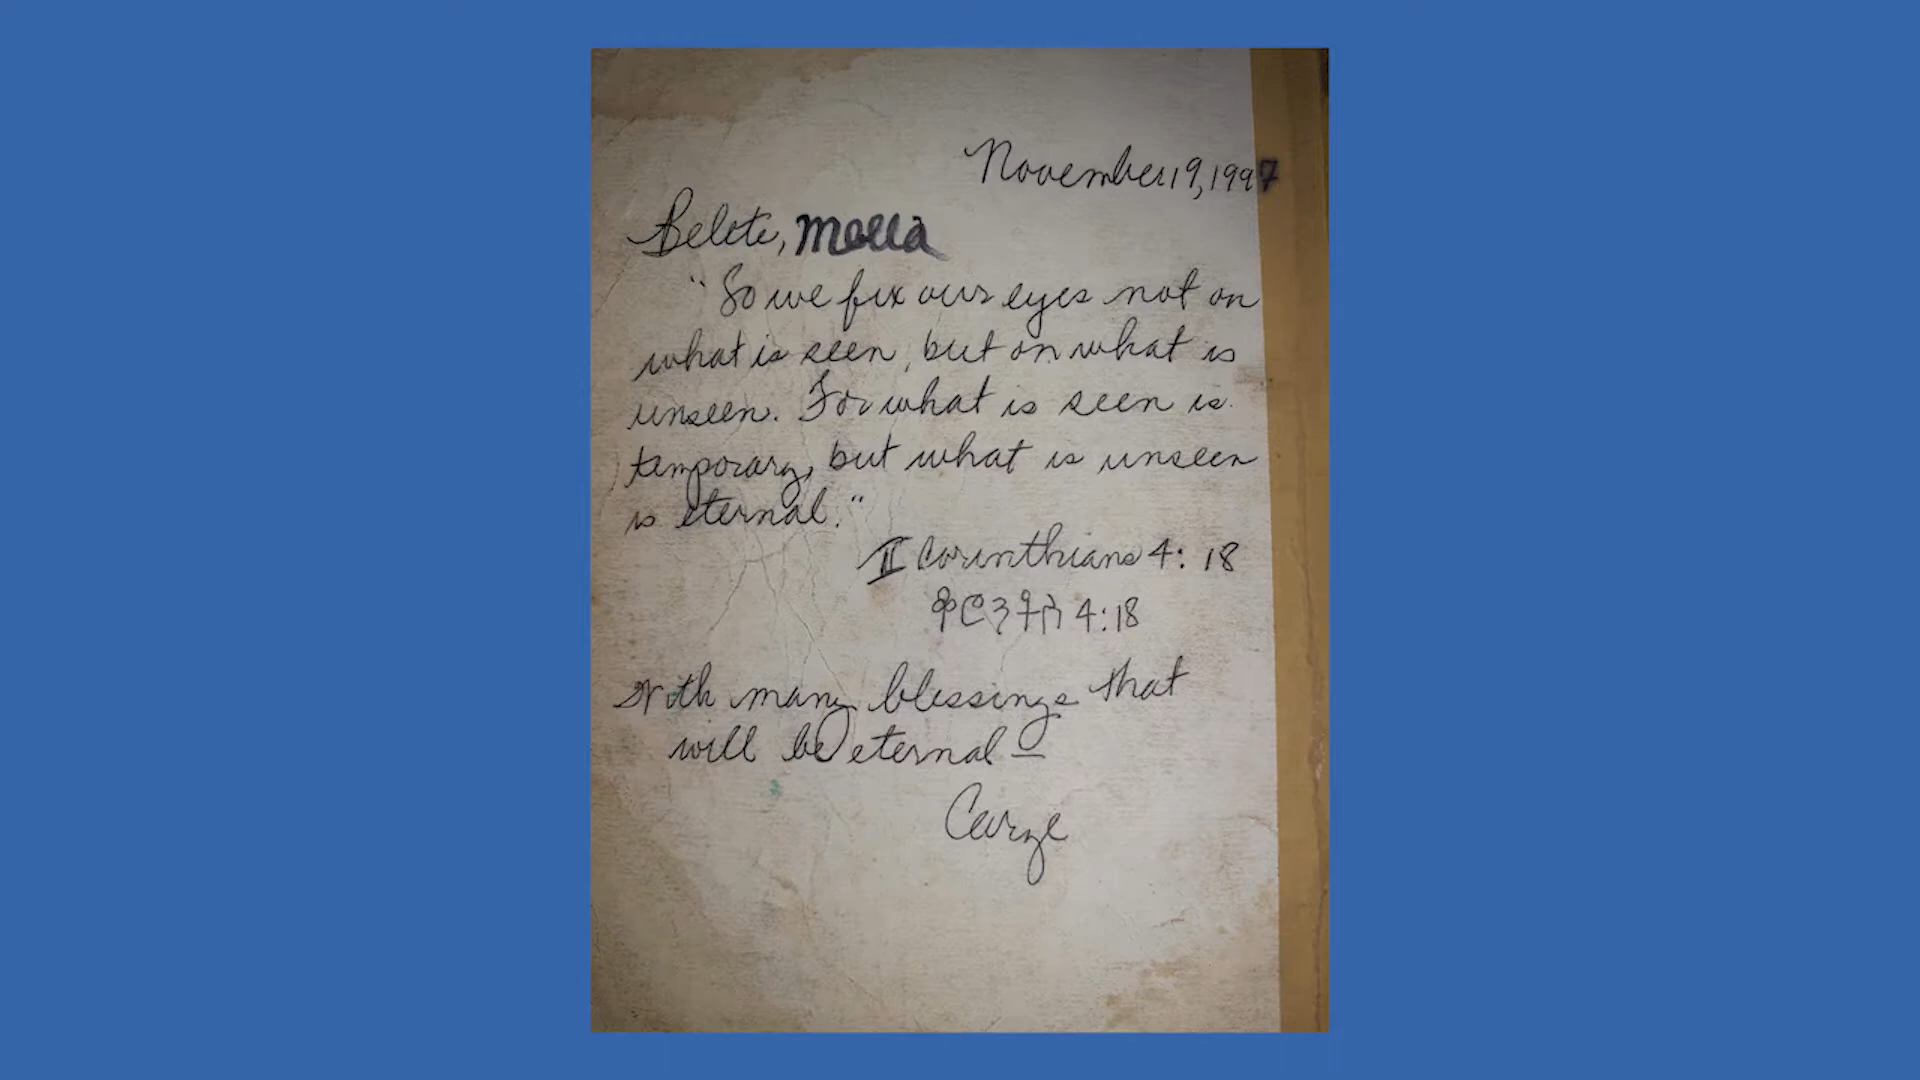 November 19, 1997
Belete, Mella
"So we fix our eyes not on
what is seen, but on what is
unseen. For what is seen is
temporary, but what is unseen
is eternal."
II Corinthians 4: 18
ቆሮንቶስ 4:18
With many blessings that
will be eternal —